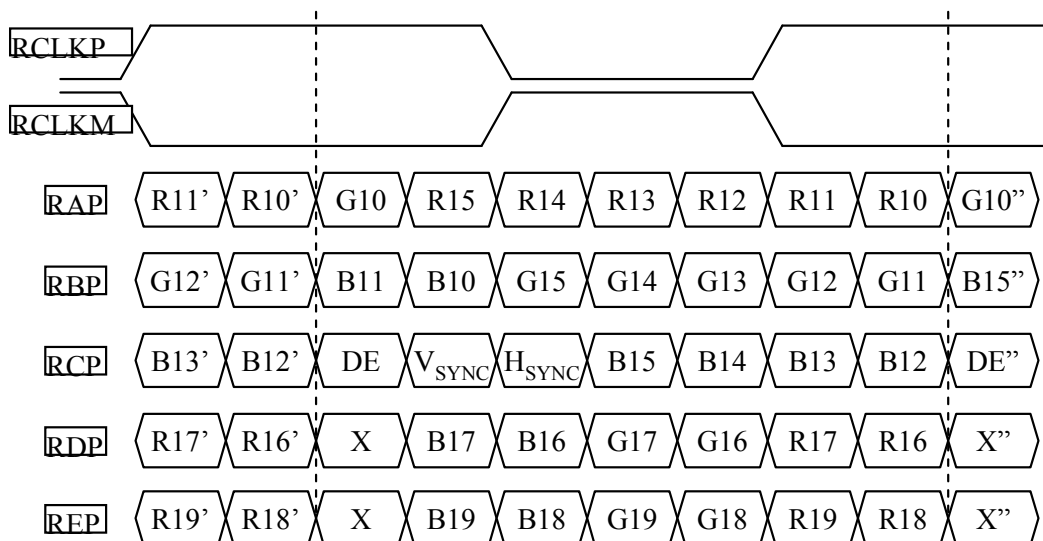 RCLKP
RCLKM
RAP R11’ R10’ G10 R15 R14 R13 R12 R11 R10 G10”
RBP G12’ G11’ B11 B10 G15 G14 G13 G12 G11 B15”
RCP B13’ B12’ DE VSYNC HSYNC B15 B14 B13 B12 DE”
RDP R17’ R16’ X B17 B16 G17 G16 R17 R16 X”
REP R19’ R18’ X B19 B18 G19 G18 R19 R18 X”